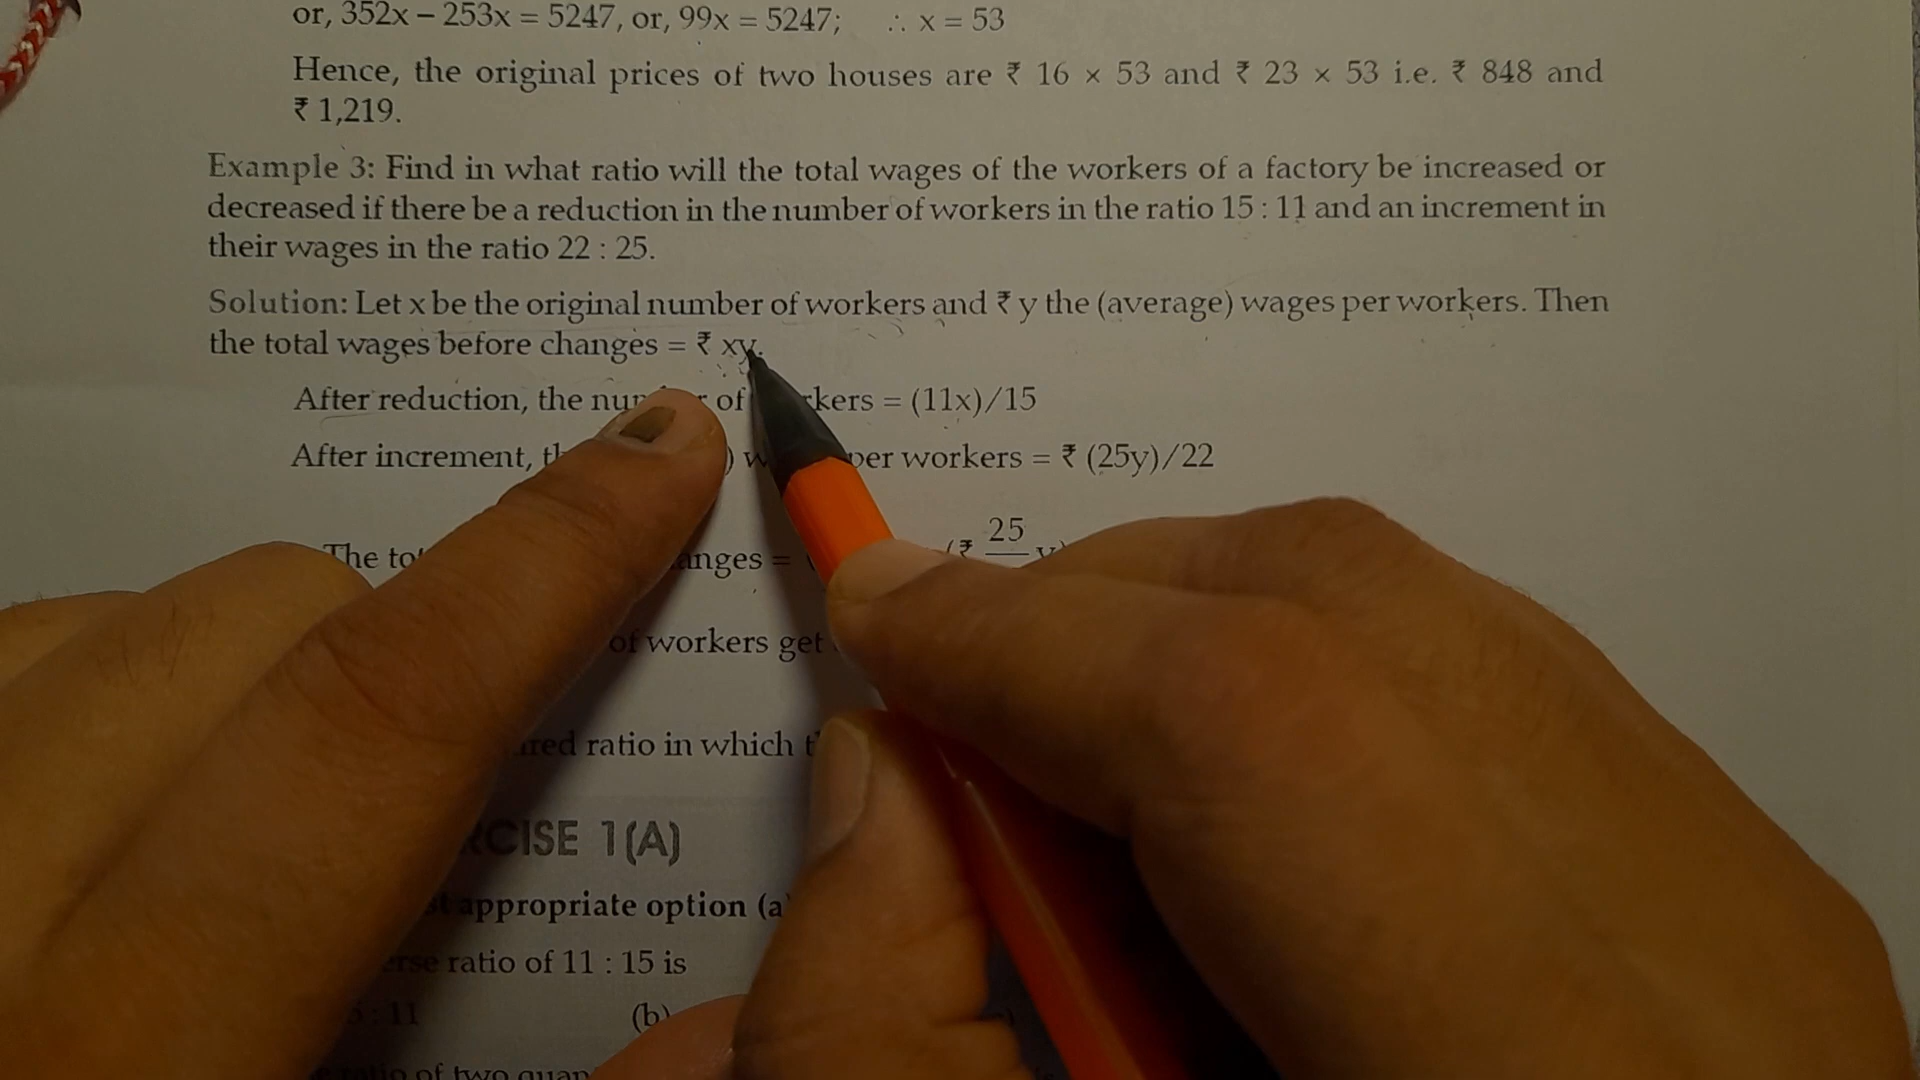 or, 352x – 253x = 5247, or, 99x = 5247; ∴ x = 53
Hence, the original prices of two houses are ₹ 16 × 53 and ₹ 23 × 53 i.e. ₹ 848 and
₹ 1,219.
Example 3: Find in what ratio will the total wages of the workers of a factory be increased or
decreased if there be a reduction in the number of workers in the ratio 15 : 11 and an increment in
their wages in the ratio 22 : 25.
Solution: Let x be the original number of workers and ₹ y the (average) wages per workers. Then
the total wages before changes = ₹ xy.
After reduction, the of = (11x)/15
After increment, per workers = ₹ (25y)/22
The = (₹ 25 y)
of workers get
ratio in which
1(A)
appropriate option (a)
ratio of 11 : 15 is
: 11 (b)
of two